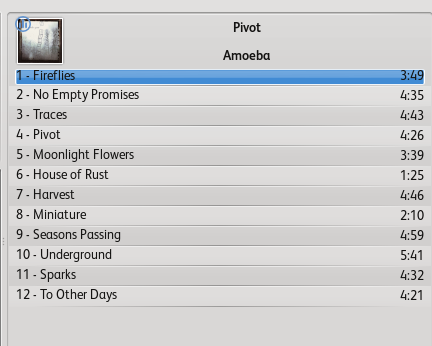 Pivot
Amoeba
1 - Fireflies 3:49
2 - No Empty Promises 4:35
3 - Traces 4:43
4 - Pivot 4:26
5 - Moonlight Flowers 3:39
6 - House of Rust 1:25
7 - Harvest 4:46
8 - Miniature 2:10
9 - Seasons Passing 4:59
10 - Underground 5:41
11 - Sparks 4:32
12 - To Other Days 4:21